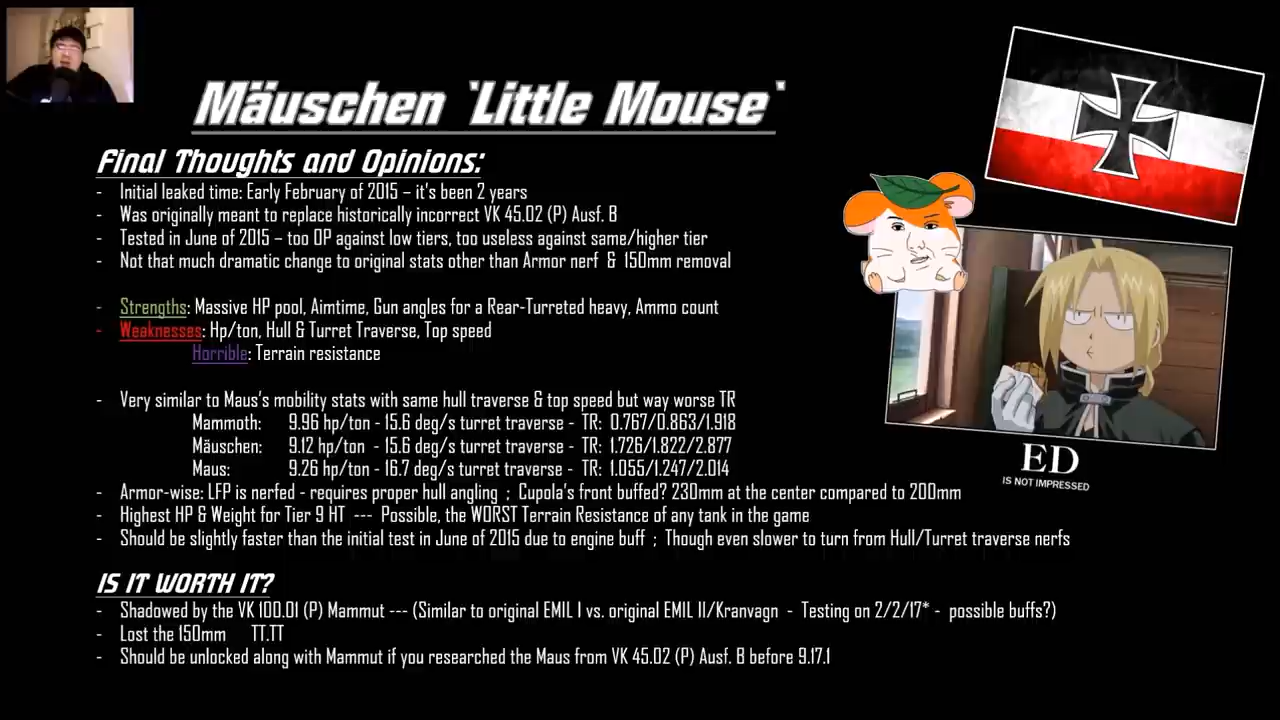 Mäuschen `Little Mouse`
Final Thoughts and Opinions:
- Initial leaked time: Early February of 2015 – it's been 2 years
- Was originally meant to replace historically incorrect VK 45.02 (P) Ausf. B
- Tested in June of 2015 – too OP against low tiers, too useless against same/higher tier
- Not that much dramatic change to original stats other than Armor nerf & 150mm removal
- Strengths: Massive HP pool, Aimtime, Gun angles for a Rear-Turreted heavy, Ammo count
- Weaknesses: Hp/ton, Hull & Turret Traverse, Top speed
Horrible: Terrain resistance
- Very similar to Maus's mobility stats with same hull traverse & top speed but way worse TR
Mammoth: 9.96 hp/ton - 15.6 deg/s turret traverse - TR: 0.767/0.863/1.918
Mäuschen: 9.12 hp/ton - 15.6 deg/s turret traverse - TR: 1.726/1.822/2.877
Maus: 9.26 hp/ton - 16.7 deg/s turret traverse - TR: 1.055/1.247/2.014
- Armor-wise: LFP is nerfed - requires proper hull angling ; Cupola's front buffed? 230mm at the center compared to 200mm
- Highest HP & Weight for Tier 9 HT --- Possible, the WORST Terrain Resistance of any tank in the game
- Should be slightly faster than the initial test in June of 2015 due to engine buff ; Though even slower to turn from Hull/Turret traverse nerfs
IS IT WORTH IT?
- Shadowed by the VK 100.01 (P) Mammut --- (Similar to original EMIL I vs. original EMIL II/Kranvagn - Testing on 2/2/17* - possible buffs?)
- Lost the 150mm TT.TT
- Should be unlocked along with Mammut if you researched the Maus from VK 45.02 (P) Ausf. B before 9.17.1
ED
IS NOT IMPRESSED